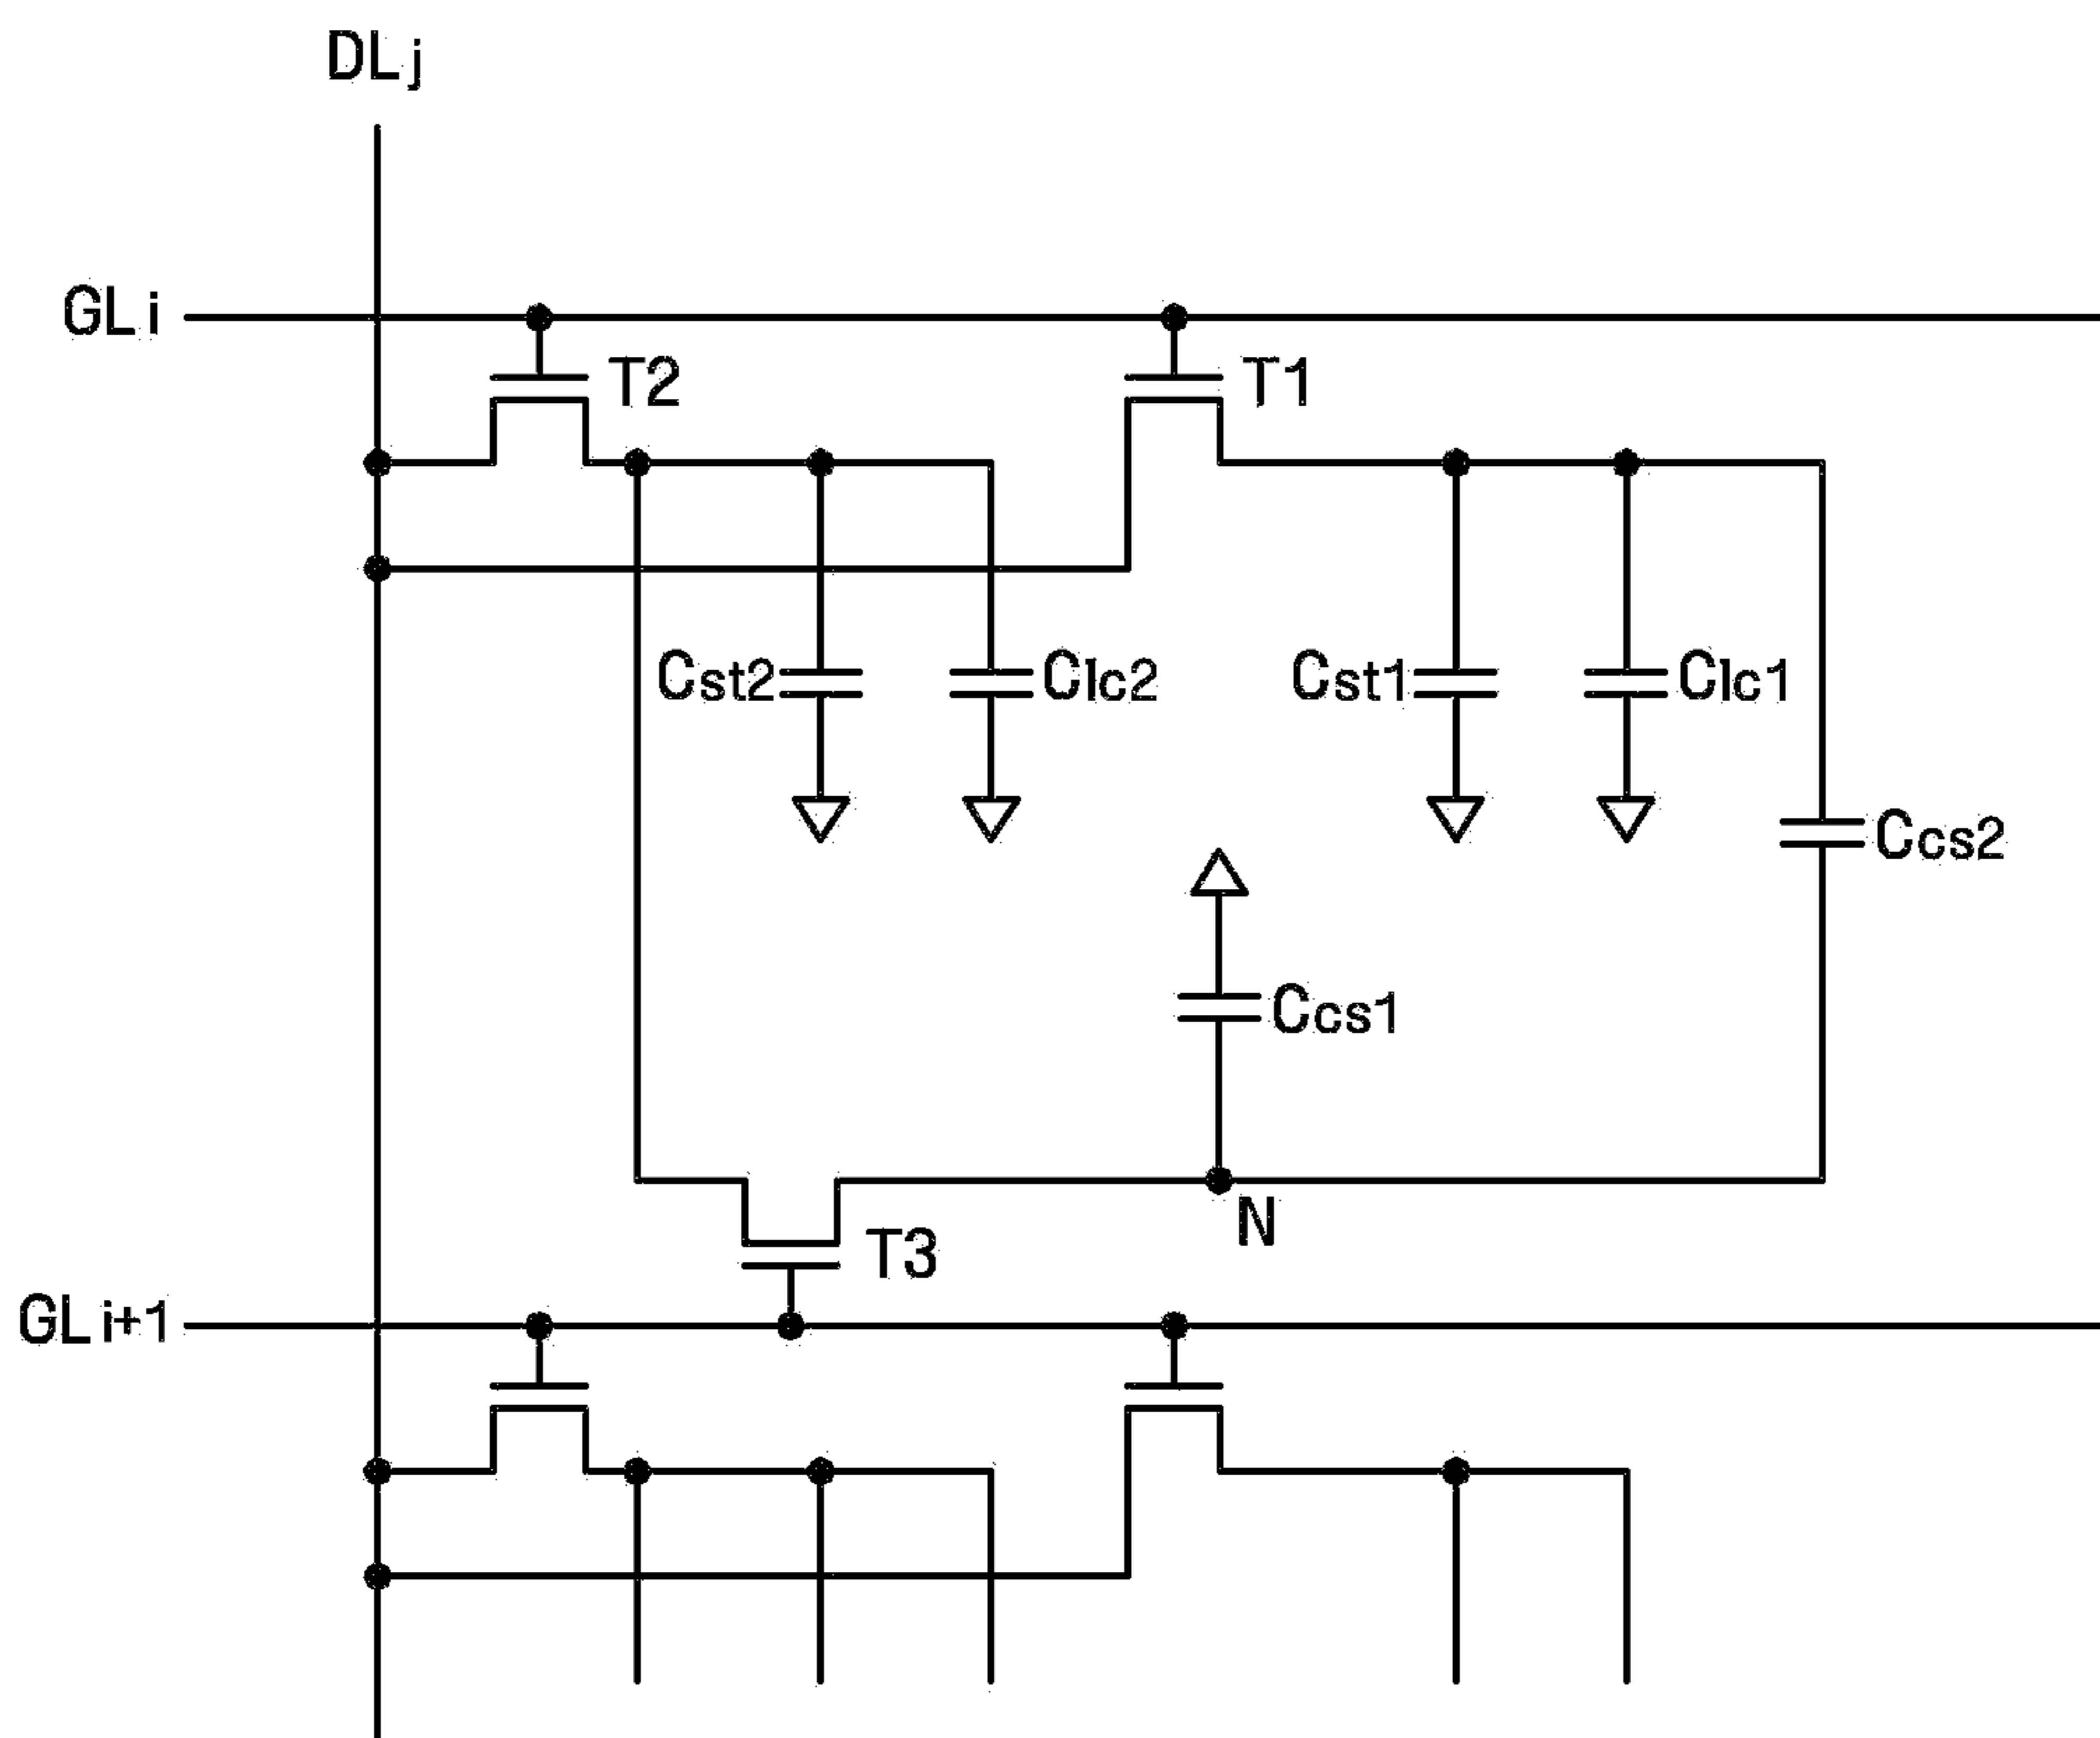 DLj
GLi
T2
T1
Cst2
Clc2
Cst1
Clc1
Ccs2
Ccs1
N
T3
GLi+1